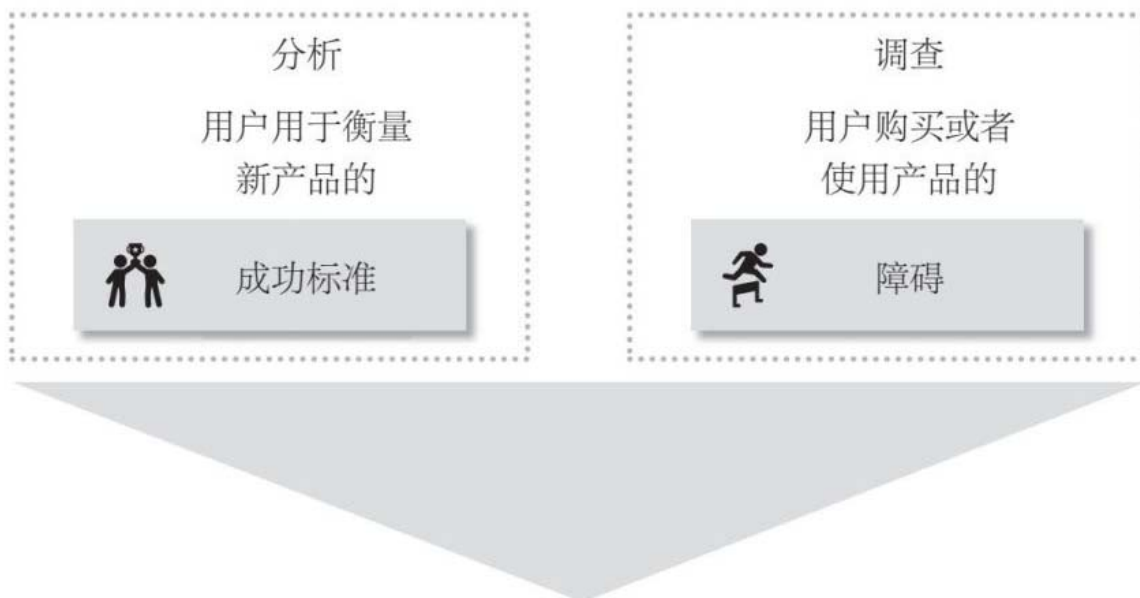 分析
用户用于衡量
新产品的
成功标准
调查
用户购买或者
使用产品的
障碍